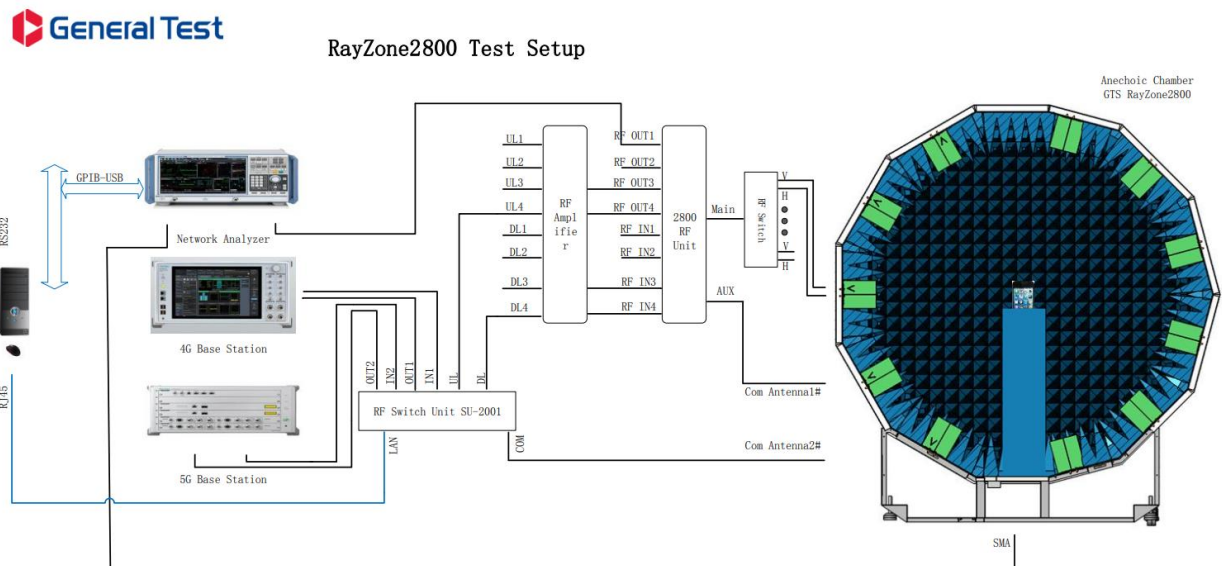 General Test
RayZone2800 Test Setup
Anechoic Chamber
GTS RayZone2800
GPIB-USB
RS232
Network Analyzer
4G Base Station
5G Base Station
RJ45
UL1
UL2
UL3
UL4
DL1
DL2
DL3
DL4
RF
Ampl
ifie
r
RF OUT1
RF OUT2
RF OUT3
RF OUT4
RF IN1
RF IN2
RF IN3
RF IN4
2800
RF
Unit
Main
AUX
RF Switch
V
H
V
H
OUT2
IN2
OUT1
IN1
UL
DL
RF Switch Unit SU-2001
LAN
COM
Com Antenna1#
Com Antenna2#
SMA